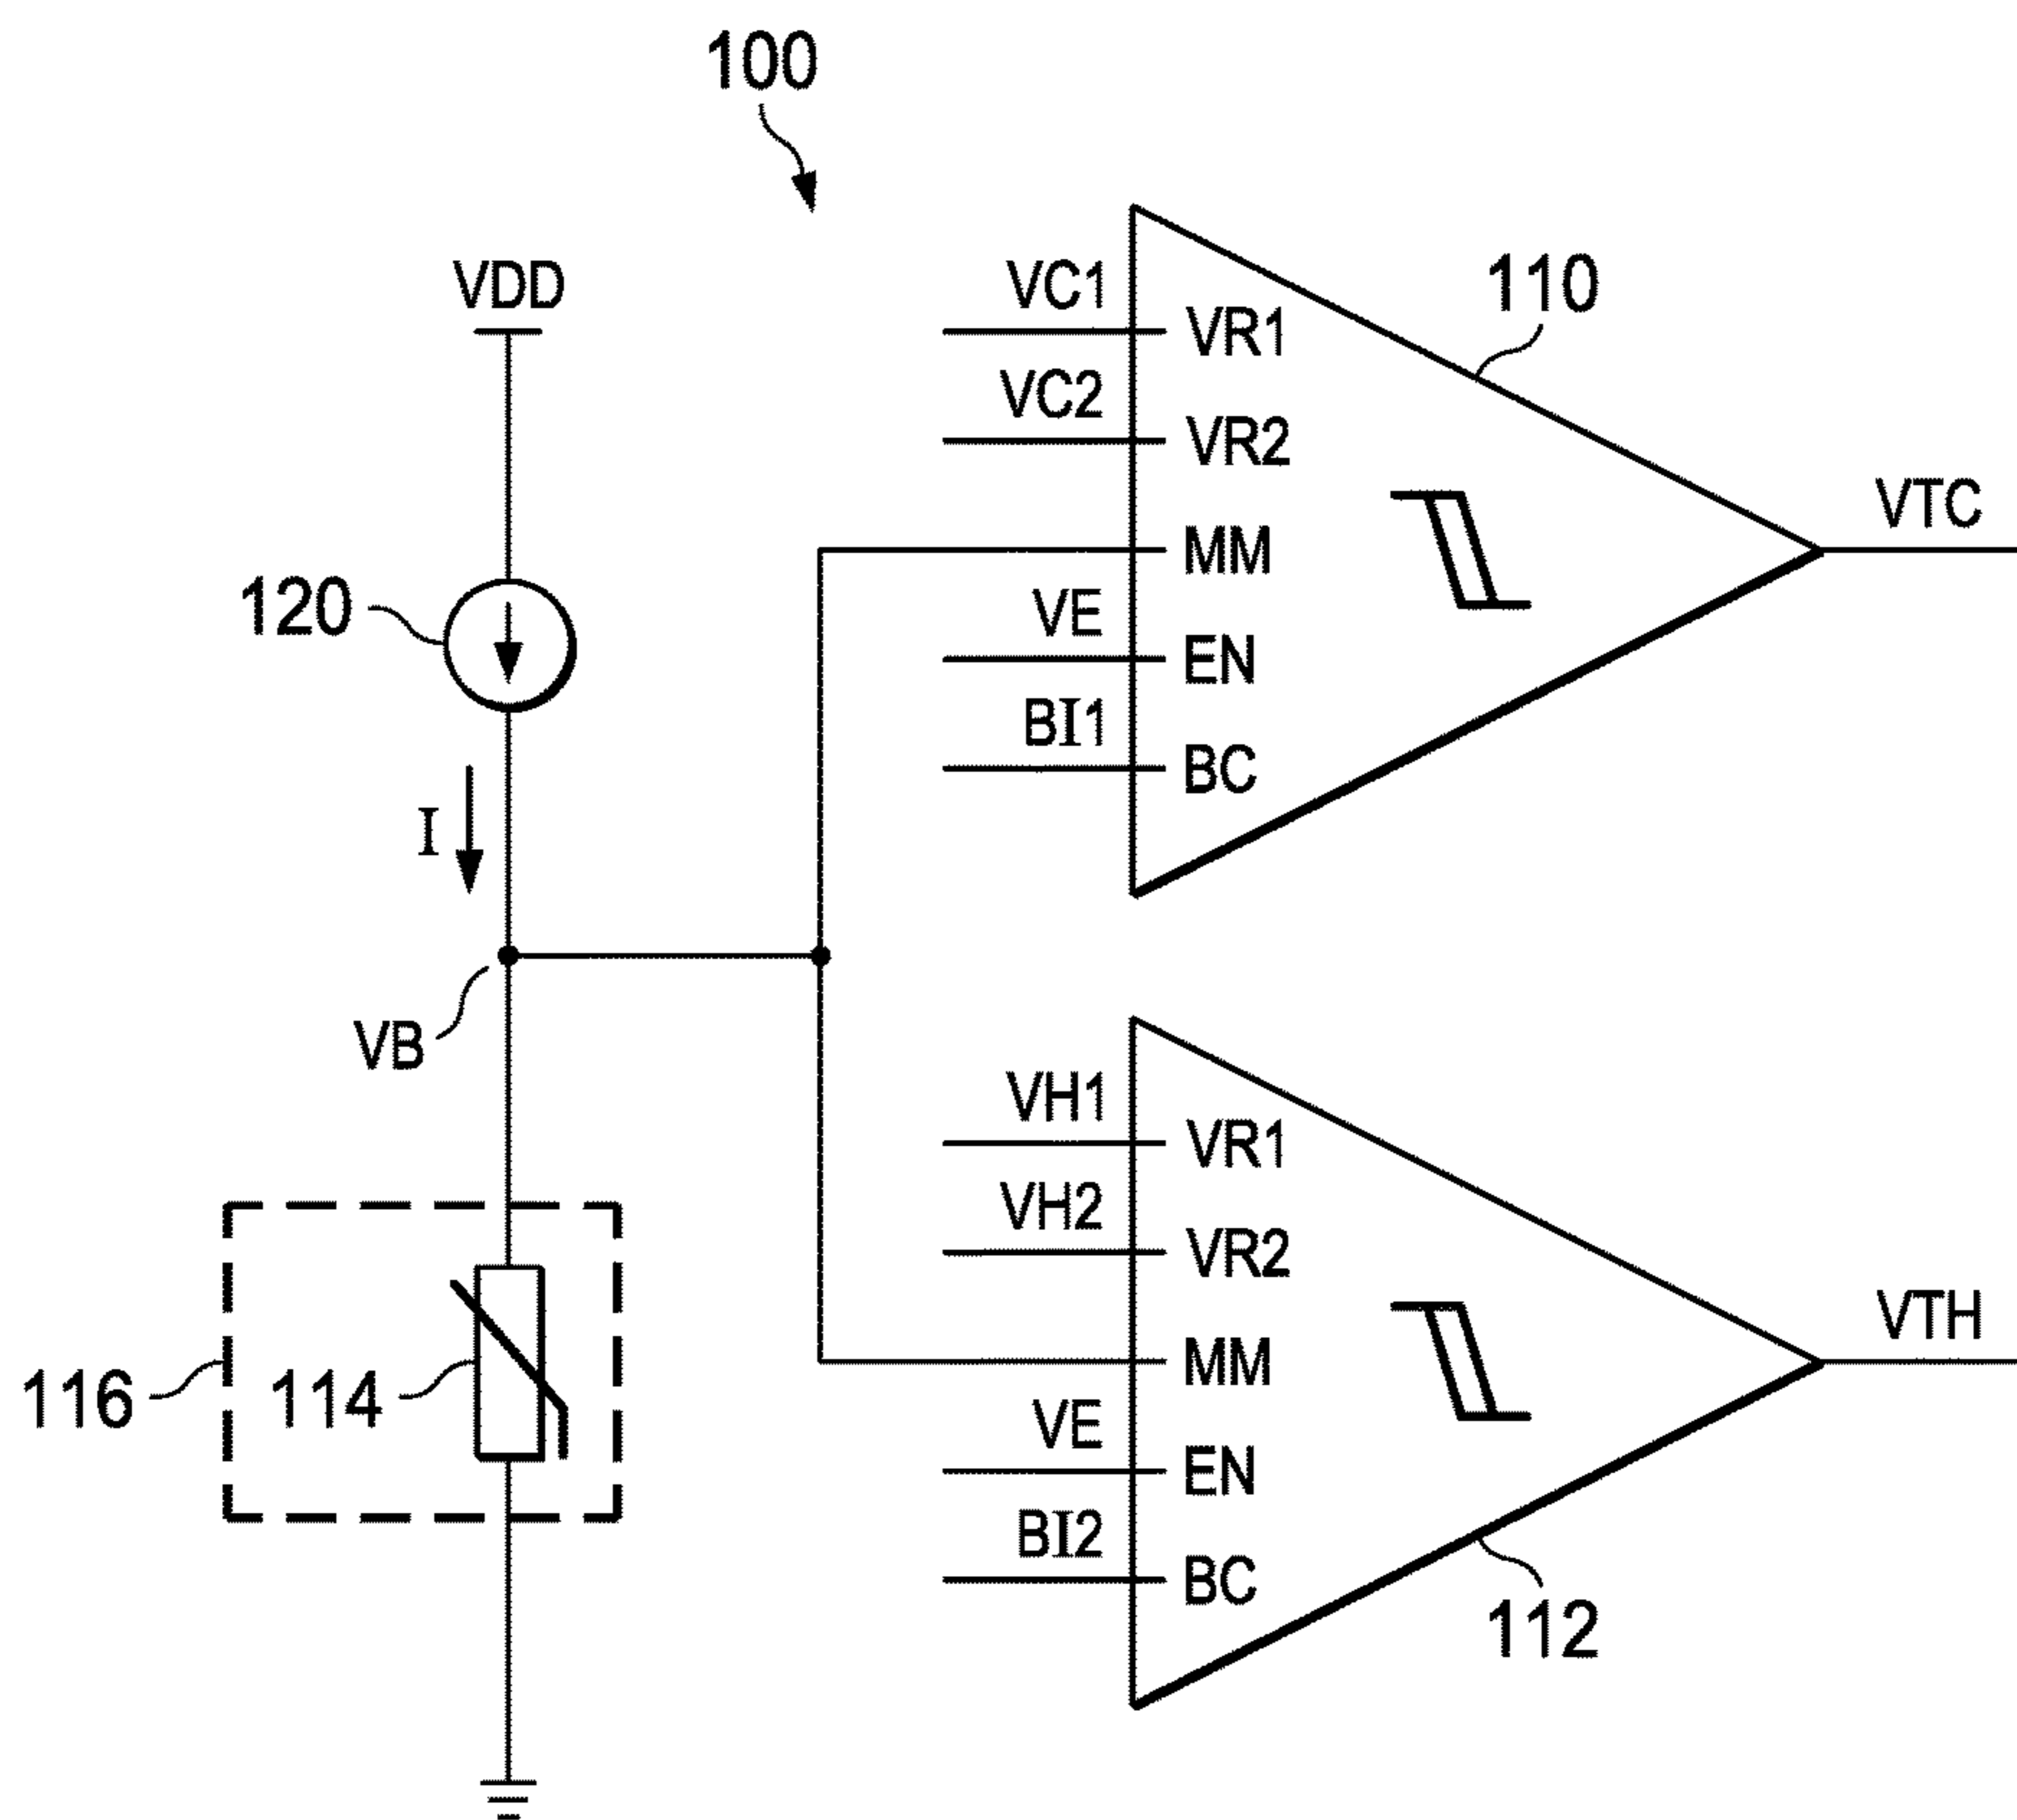 100
VDD
120
I
VB
116
114
VC1
VR1
VC2
VR2
MM
VE
EN
BI1
BC
110
VTC
VH1
VR1
VH2
VR2
MM
VE
EN
BI2
BC
VTH
112